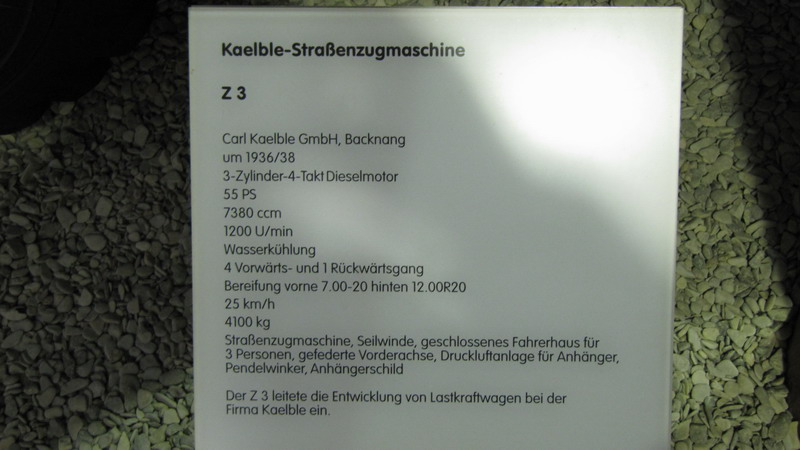 Kaelble-Straßenzugmaschine
Z 3
Carl Kaelble GmbH, Backnang
um 1936/38
3-Zylinder-4-Takt Dieselmotor
55 PS
7380 ccm
1200 U/min
Wasserkühlung
4 Vorwärts- und 1 Rückwärtsgang
Bereifung vorne 7.00-20 hinten 12.00R20
25 km/h
4100 kg
Straßenzugmaschine, Seilwinde, geschlossenes Fahrerhaus für
3 Personen, gefederte Vorderachse, Druckluftanlage für Anhänger,
Pendelwinker, Anhängerschild
Der Z 3 leitete die Entwicklung von Lastkraftwagen bei der
Firma Kaelble ein.